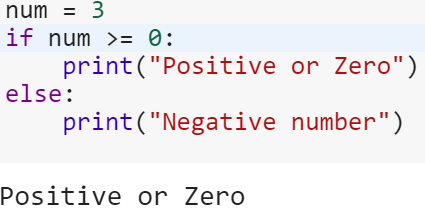 num = 3
if num >= 0:
    print("Positive or Zero")
else:
    print("Negative number")
Positive or Zero